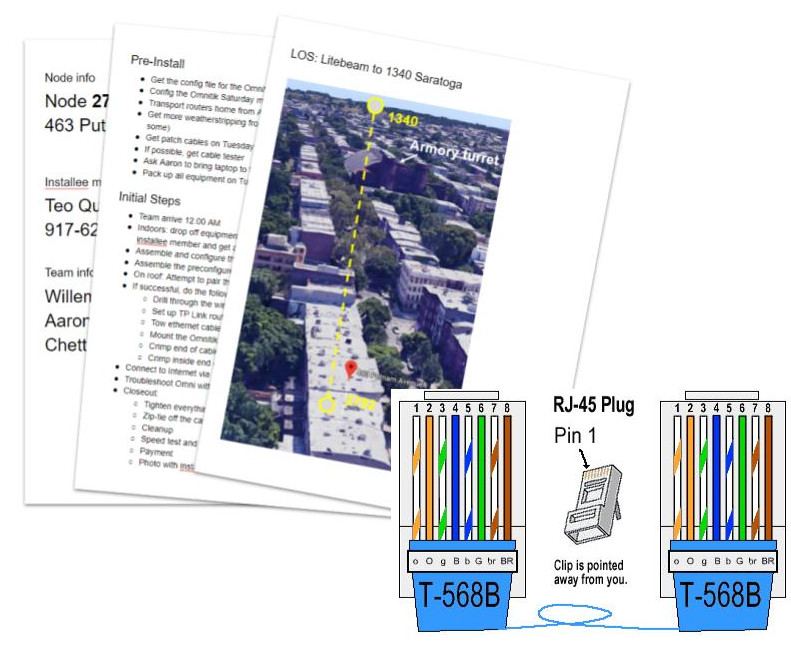 Node info
Node 27
463 Put
Installee m
Teo Qu
917-62
Team info
Willem
Aaron
Chett
Pre-Install
Get the config file for the Omni
Config the Omnitik Saturday m
Transport routers home from A
Get more weatherstripping fro
some)
Get patch cables on Tuesday
If possible, get cable tester
Ask Aaron to bring laptop to
Pack up all equipment on Tu
Initial Steps
Team arrive 12:00 AM
Indoors: drop off equipmen
Installee member and get
Assemble and configure th
Assemble the preconfigure
On roof: Attempt to pair th
If successful, do the follow
Drill through the wi
Set up TP Link rou
Tow ethernet cable
Mount the Omnitik
Crimp end of cable
Crimp inside end
Connect to Internet via
Troubleshoot Omni with
Closeout:
Tighten everythin
Zip-tie off the ca
Cleanup
Speed test and
Payment
Photo with inst
LOS: Litebeam to 1340 Saratoga
1340
Armory turret
1 2 3 4 5 6 7 8
o O g B b G br BR
T-568B
RJ-45 Plug
Pin 1
Clip is pointed
away from you.
1 2 3 4 5 6 7 8
o O g B b G br BR
T-568B